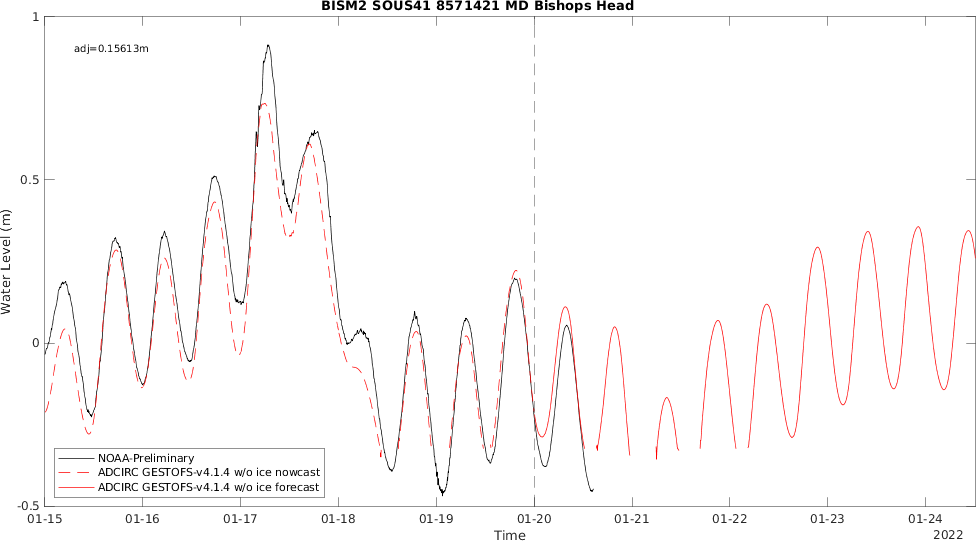 BISM2 SOUS41 8571421 MD Bishops Head
adj=0.15613m
1
0.5
0
-0.5
Water Level (m)
NOAA-Preliminary
ADCIRC GESTOFS-v4.1.4 w/o ice nowcast
ADCIRC GESTOFS-v4.1.4 w/o ice forecast
01-15 01-16 01-17 01-18 01-19 01-20 01-21 01-22 01-23 01-24
Time
2022